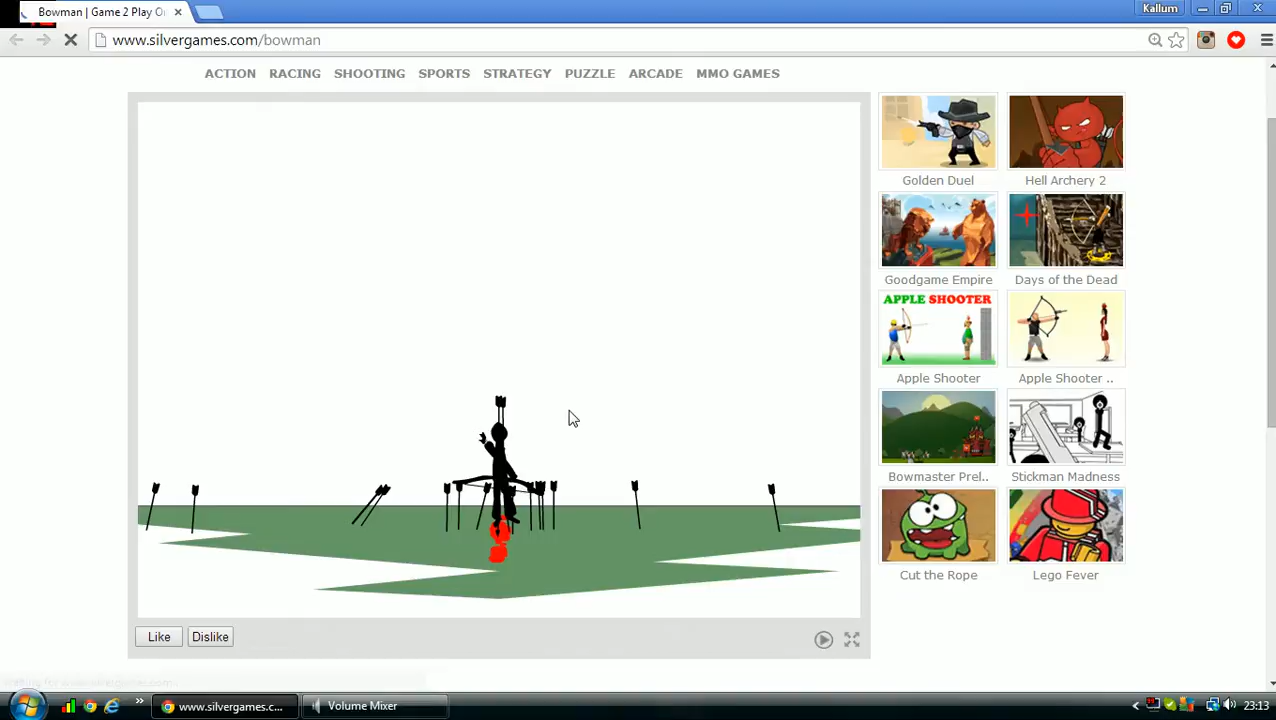 Bowman | Game 2 Play O
Kallum
www.silvergames.com/bowman
ACTION RACING SHOOTING SPORTS STRATEGY PUZZLE ARCADE MMO GAMES
Golden Duel
Hell Archery 2
Goodgame Empire
Days of the Dead
APPLE SHOOTER
Apple Shooter
Apple Shooter ..
Bowmaster Prel..
Stickman Madness
Cut the Rope
Lego Fever
Like
Dislike
www.silvergames.c...
Volume Mixer
23:13